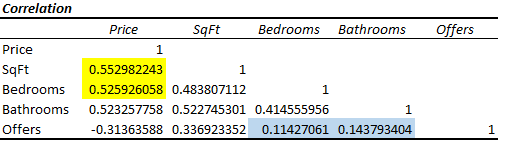 Correlation
Price SqFt Bedrooms Bathrooms Offers
Price 1
SqFt 0.552982243 1
Bedrooms 0.525926058 0.483807112 1
Bathrooms 0.523257758 0.522745301 0.414555956 1
Offers -0.31363588 0.336923352 0.11427061 0.143793404 1